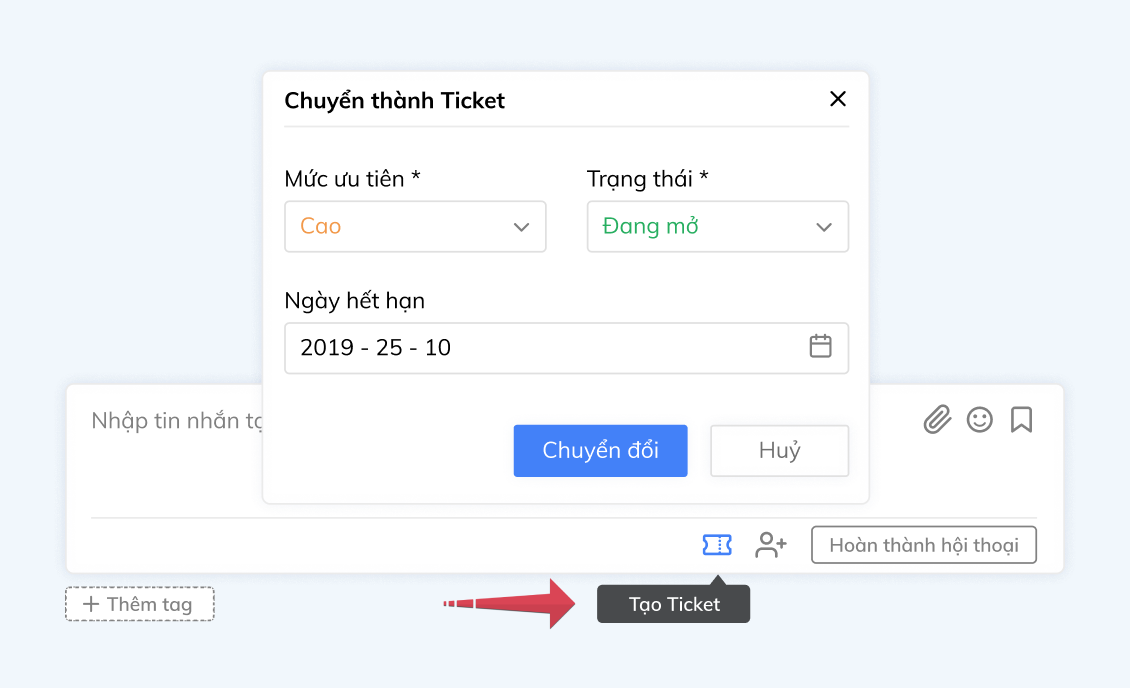 Chuyển thành Ticket
Mức ưu tiên * Trạng thái *
Cao Đang mở
Ngày hết hạn
2019 - 25 - 10
Nhập tin nhắn
Chuyển đổi Huỷ
Hoàn thành hội thoại
+ Thêm tag
Tạo Ticket